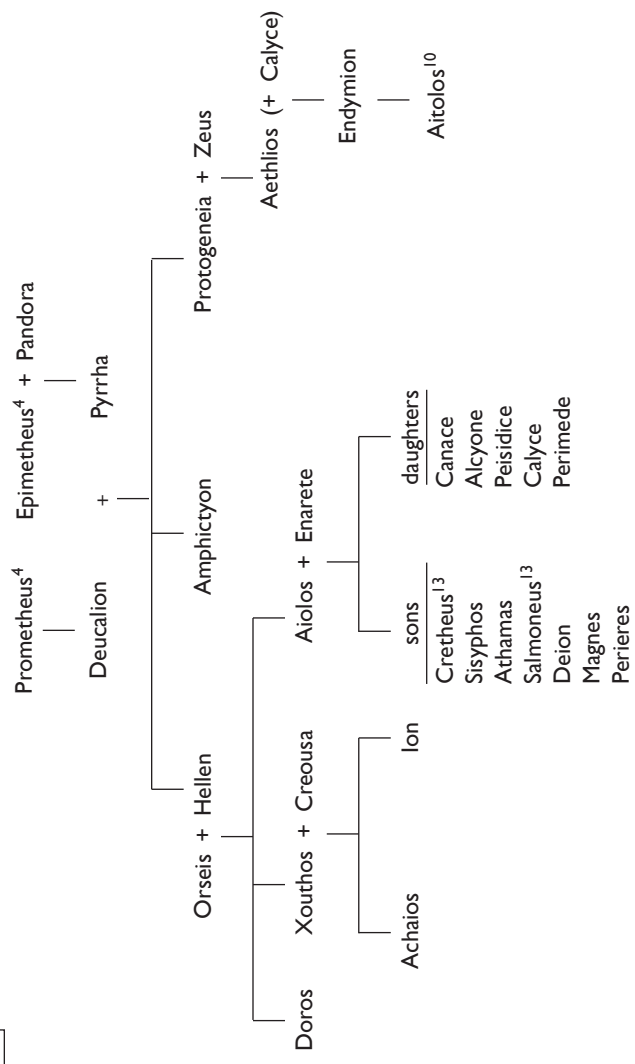 Prometheus⁴ Epimetheus⁴ + Pandora
Deucalion + Pyrrha
Orseis + Hellen Amphictyon Protogeneia + Zeus
Aethlios (+ Calyce)
Doros Xouthos + Creousa Aiolos + Enarete Endymion
Achaios Ion sons daughters Aitolos¹⁰
Cretheus¹³ Canace
Sisyphos Alcyone
Athamas Peisidice
Salmoneus¹³ Calyce
Deion Perimede
Magnes
Perieres